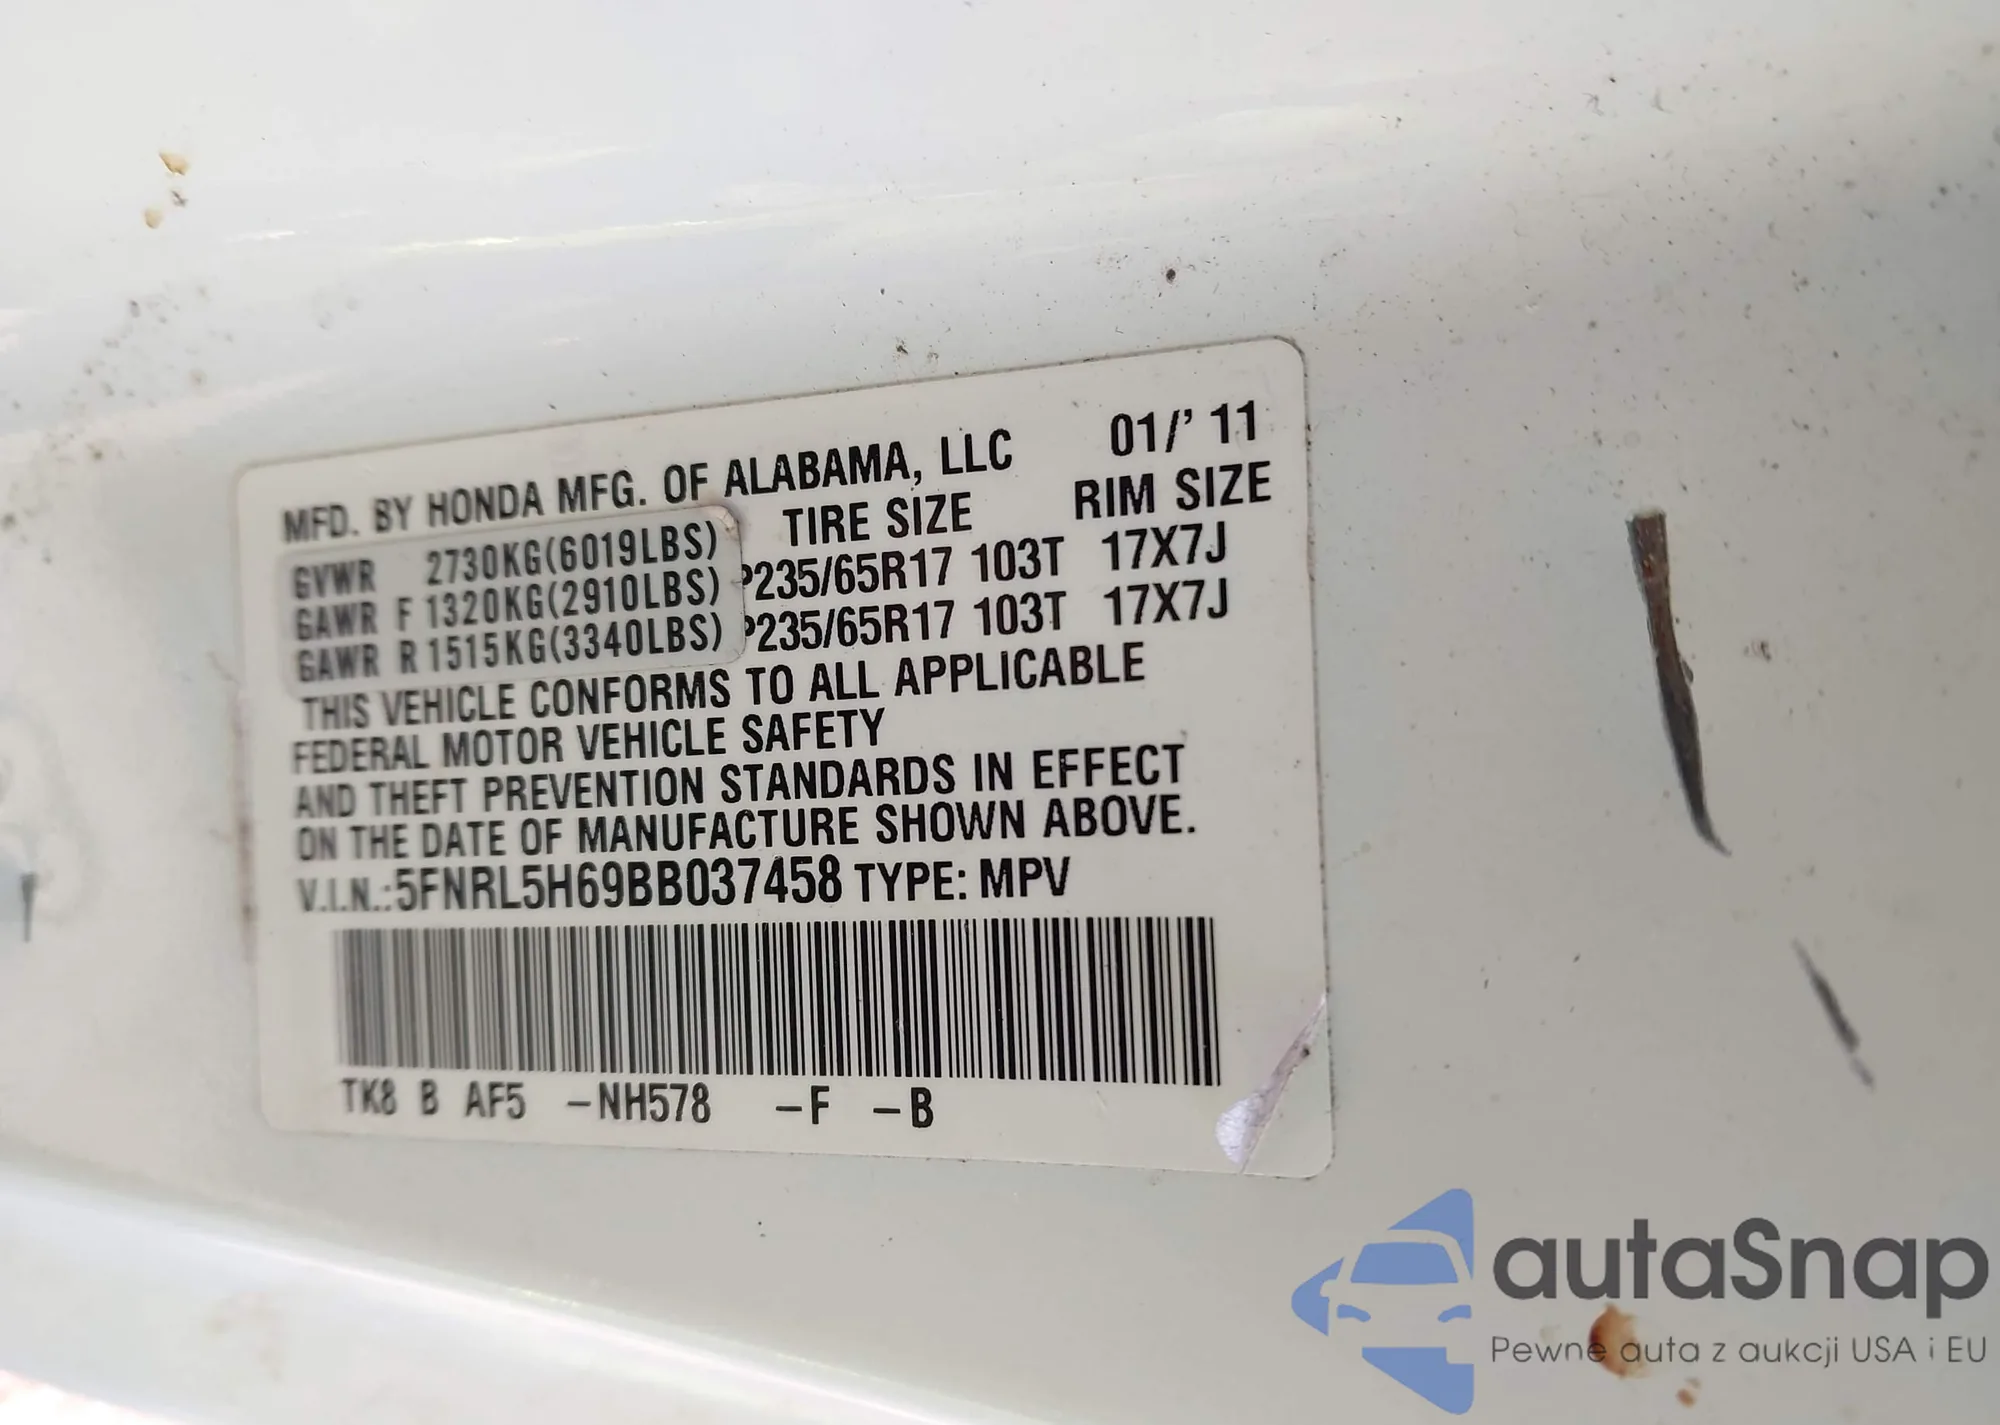 MFD. BY HONDA MFG. OF ALABAMA, LLC 01/' 11
TIRE SIZE RIM SIZE
GVWR 2730KG(6019LBS)
GAWR F 1320KG(2910LBS) P235/65R17 103T 17X7J
GAWR R 1515KG(3340LBS) P235/65R17 103T 17X7J
THIS VEHICLE CONFORMS TO ALL APPLICABLE
FEDERAL MOTOR VEHICLE SAFETY
AND THEFT PREVENTION STANDARDS IN EFFECT
ON THE DATE OF MANUFACTURE SHOWN ABOVE.
V.I.N.:5FNRL5H69BB037458 TYPE: MPV
TK8 B AF5 –NH578 –F –B
autaSnap
Pewne auta z aukcji USA i EU